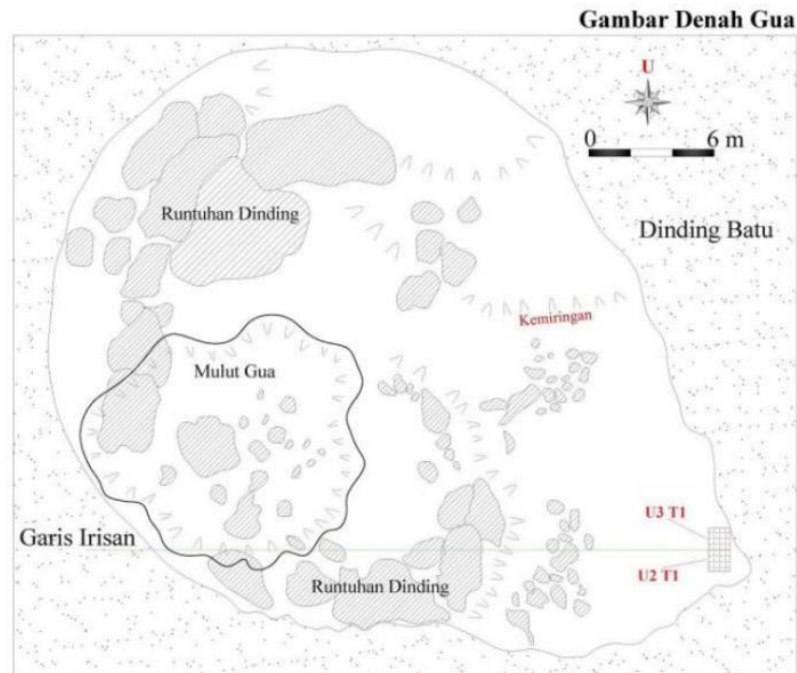 Gambar Denah Gua
U
0 6 m
Runtuhan Dinding
Dinding Batu
Kemiringan
Mulut Gua
U3 T1
Garis Irisan
U2 T1
Runtuhan Dinding